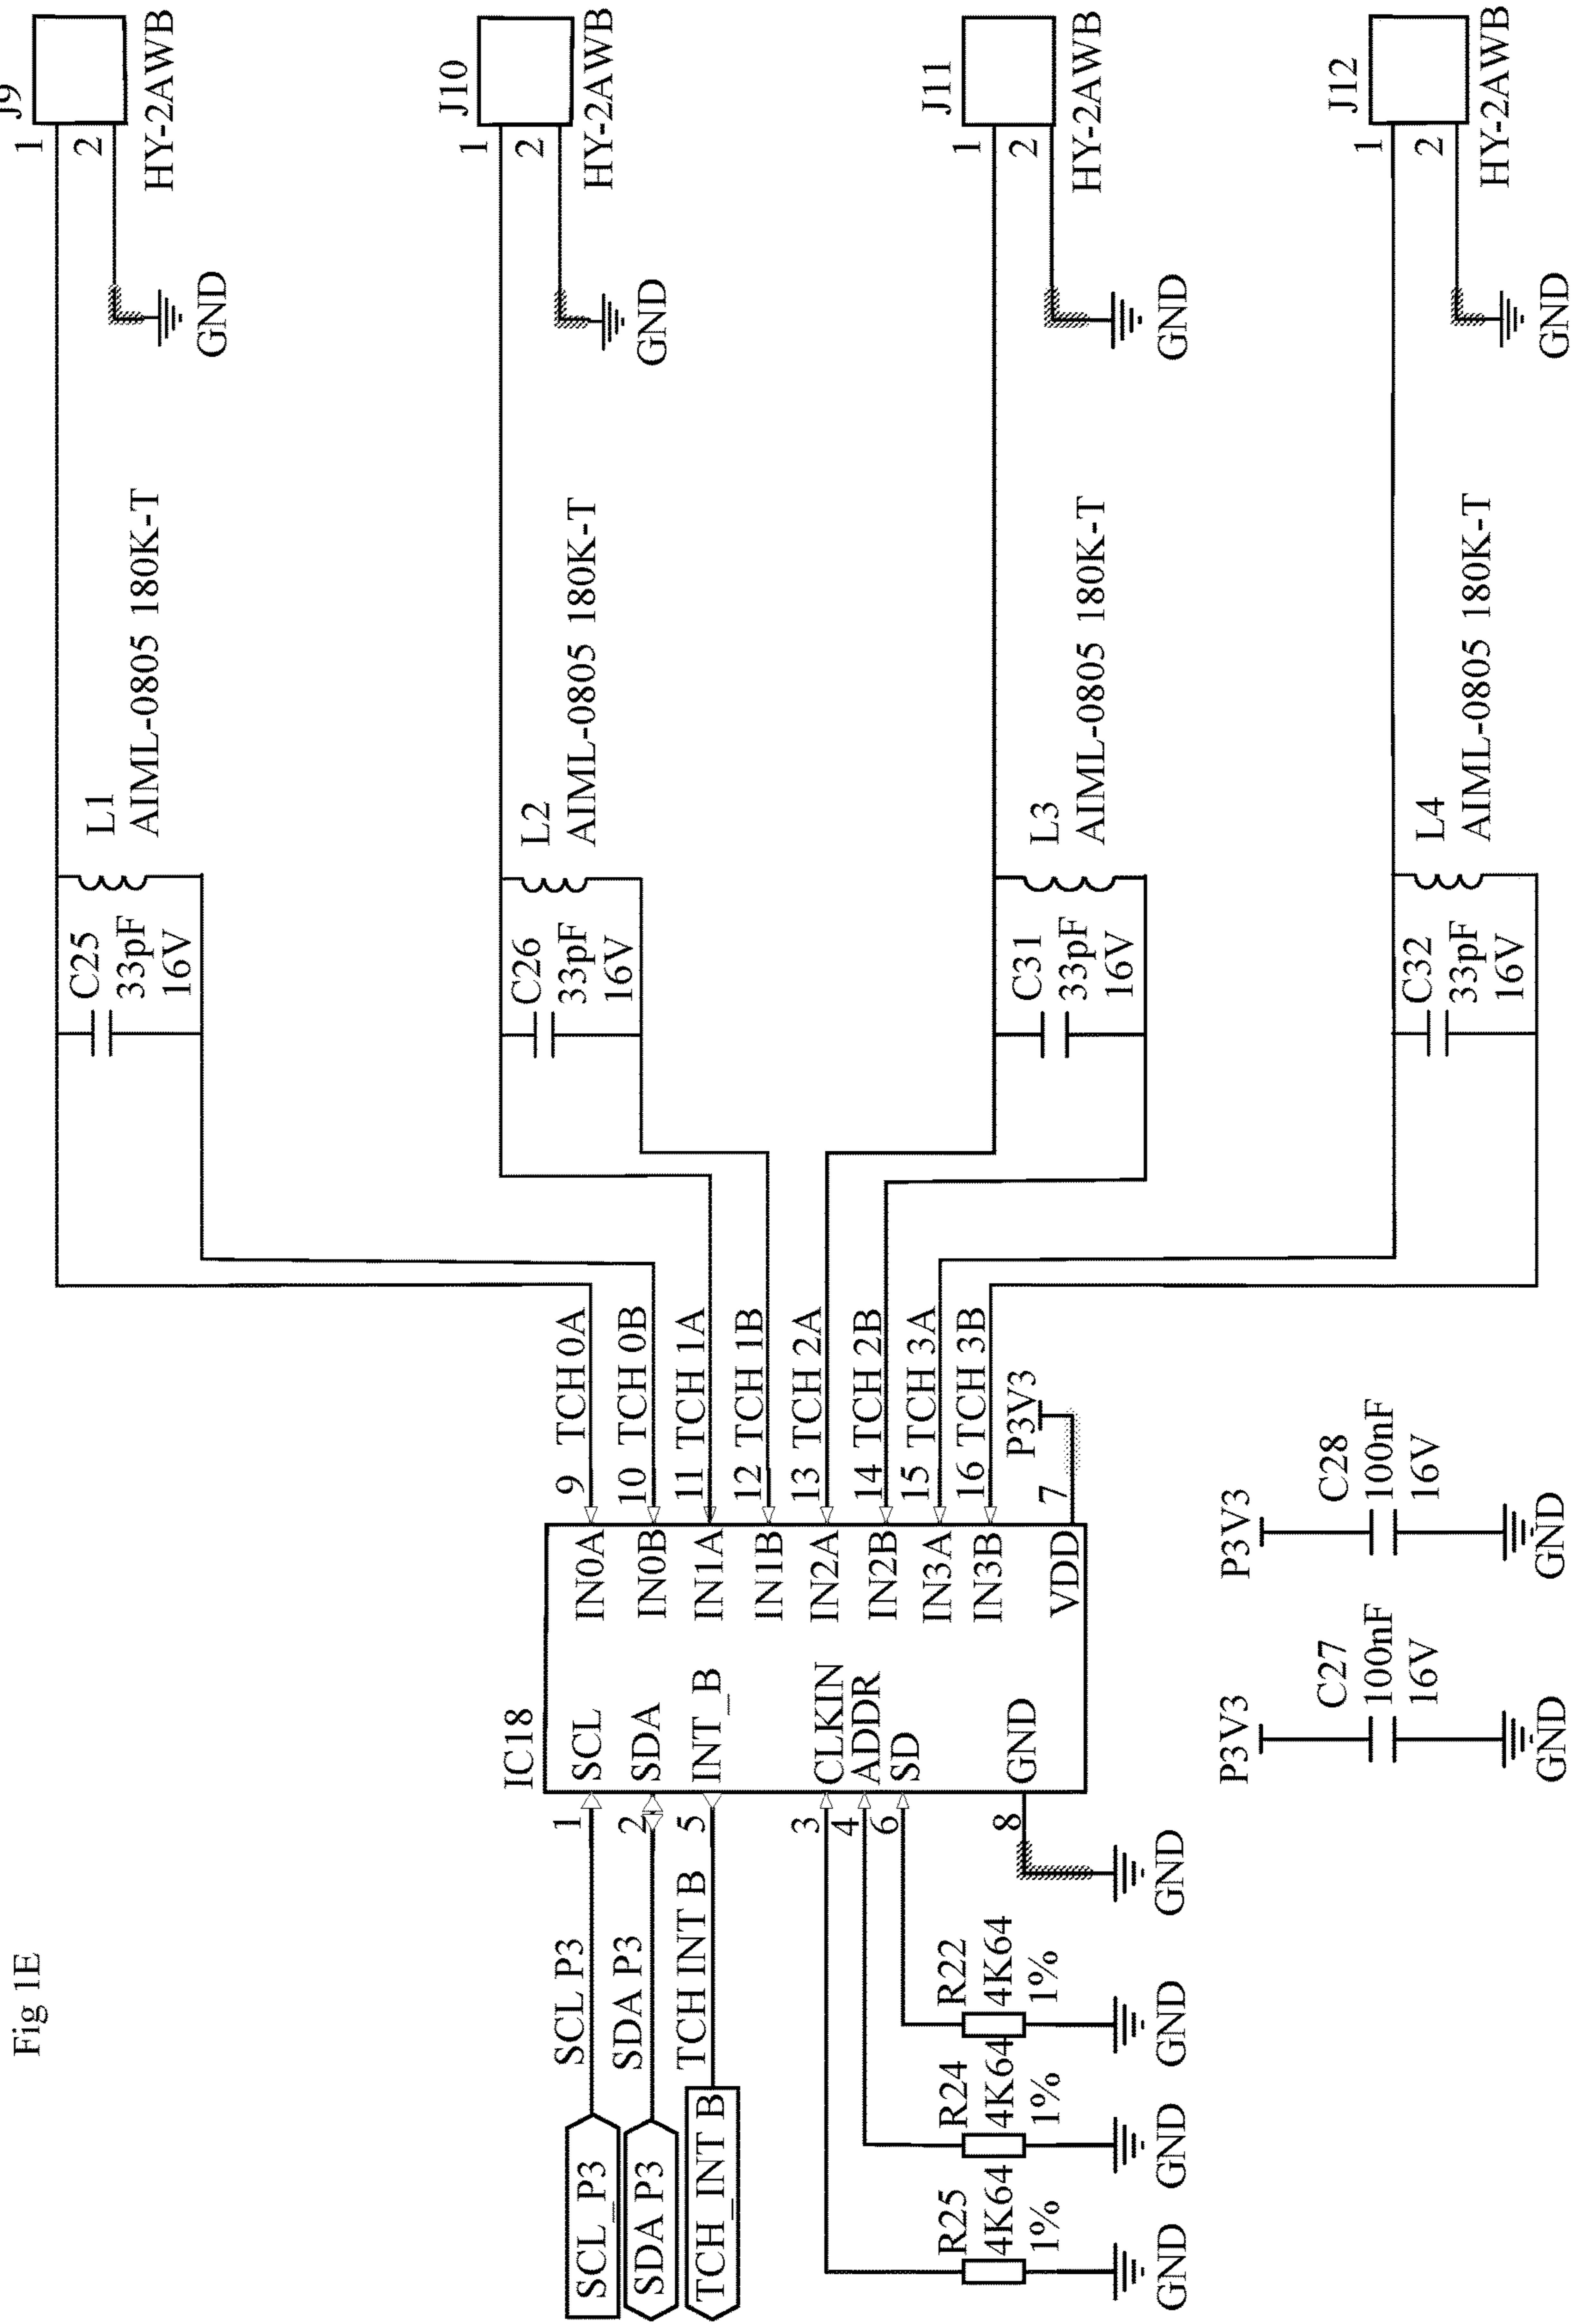 Fig 1E
SCL_P3
SCL P3
SDA P3
SDA P3
TCH_INT B
TCH INT B
1
2
5
3
4
6
8
IC18
SCL
SDA
INT_B
CLKIN
ADDR
SD
GND
IN0A
IN0B
IN1A
IN1B
IN2A
IN2B
IN3A
IN3B
VDD
9 TCH 0A
10 TCH 0B
11 TCH 1A
12 TCH 1B
13 TCH 2A
14 TCH 2B
15 TCH 3A
16 TCH 3B
7
P3V3
R25
4K64
1%
GND
R24
4K64
1%
GND
R22
4K64
1%
GND
GND
P3V3
C27
100nF
16V
GND
P3V3
C28
100nF
16V
GND
C25
33pF
16V
L1
AIML-0805 180K-T
GND
J9
1
2
HY-2AWB
C26
33pF
16V
L2
AIML-0805 180K-T
GND
J10
1
2
HY-2AWB
C31
33pF
16V
L3
AIML-0805 180K-T
GND
J11
1
2
HY-2AWB
C32
33pF
16V
L4
AIML-0805 180K-T
GND
J12
1
2
HY-2AWB